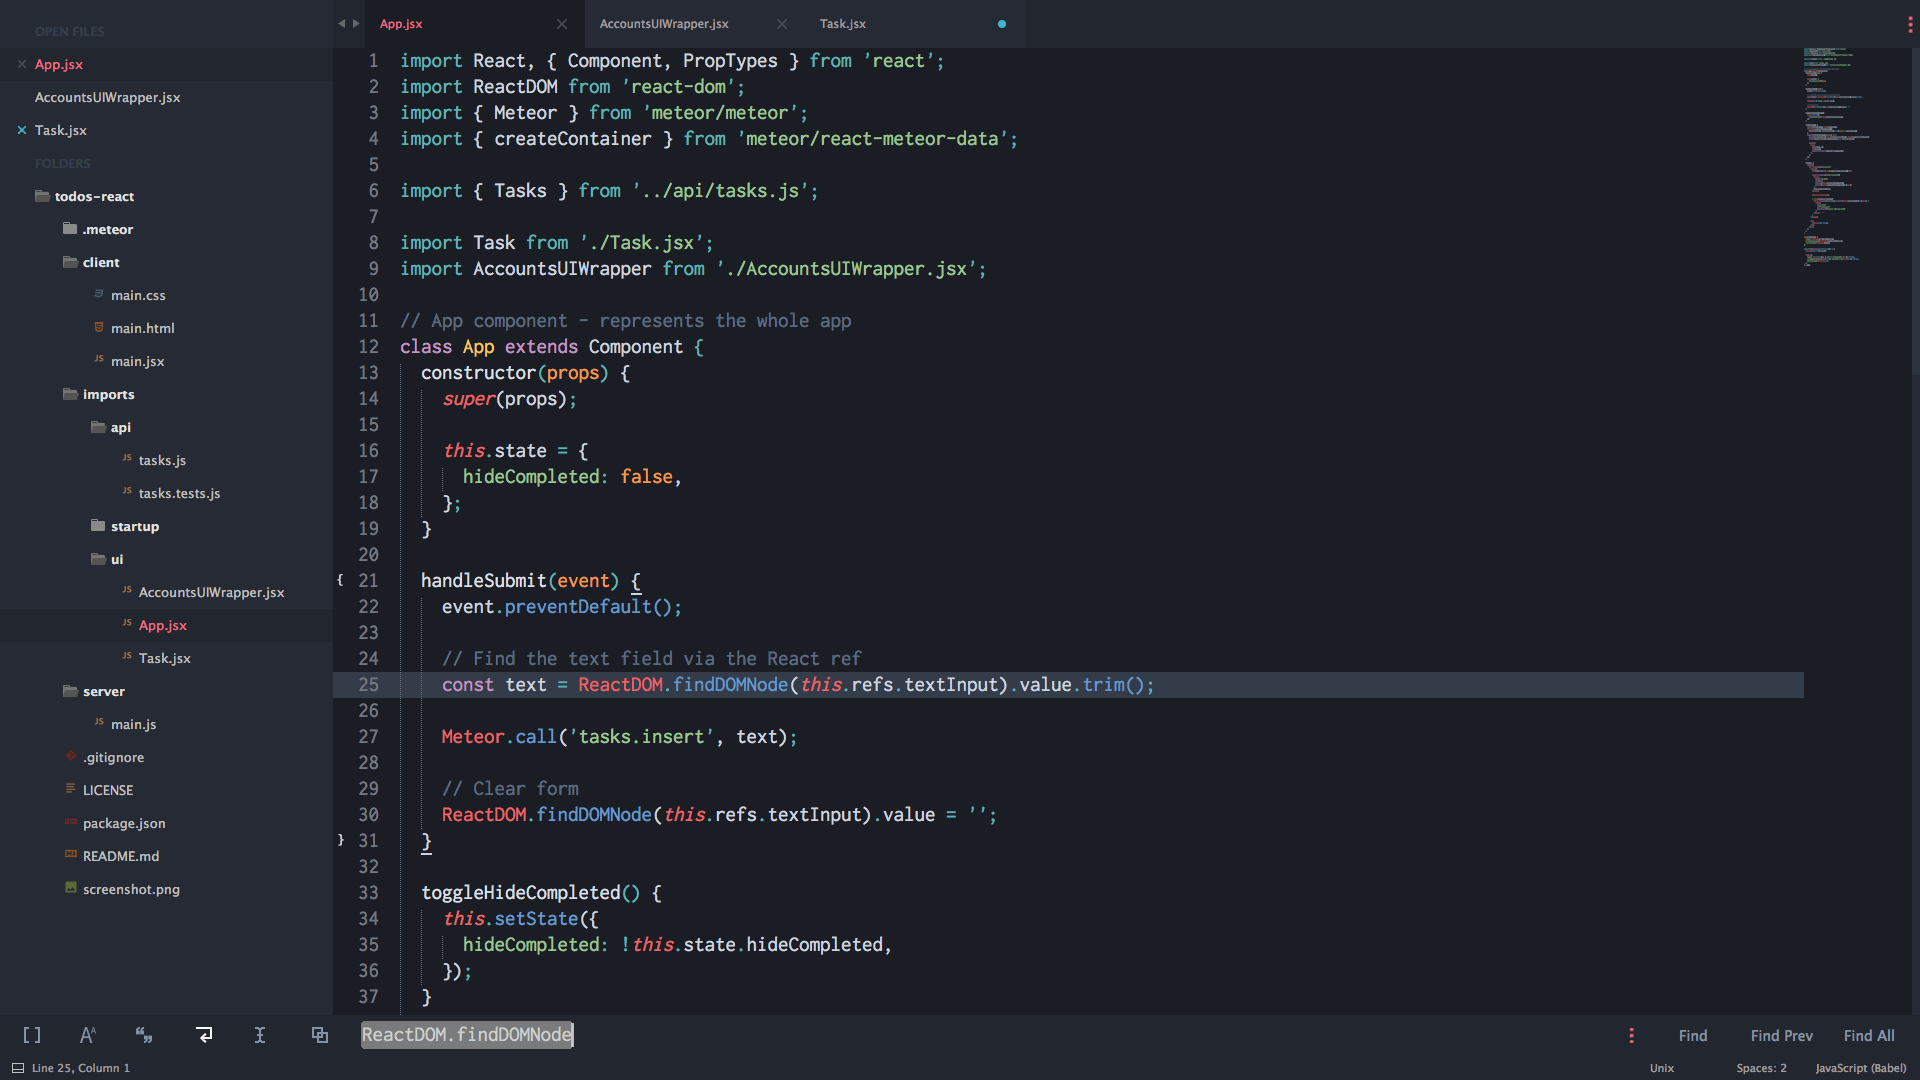 OPEN FILES
App.jsx
AccountsUIWrapper.jsx
Task.jsx
FOLDERS
todos-react
.meteor
client
main.css
main.html
main.jsx
imports
api
tasks.js
tasks.tests.js
startup
ui
AccountsUIWrapper.jsx
App.jsx
Task.jsx
server
main.js
.gitignore
LICENSE
package.json
README.md
screenshot.png
App.jsx AccountsUIWrapper.jsx Task.jsx
1 import React, { Component, PropTypes } from 'react';
2 import ReactDOM from 'react-dom';
3 import { Meteor } from 'meteor/meteor';
4 import { createContainer } from 'meteor/react-meteor-data';
5
6 import { Tasks } from '../api/tasks.js';
7
8 import Task from './Task.jsx';
9 import AccountsUIWrapper from './AccountsUIWrapper.jsx';
10
11 // App component - represents the whole app
12 class App extends Component {
13 constructor(props) {
14 super(props);
15
16 this.state = {
17 hideCompleted: false,
18 };
19 }
20
{ 21 handleSubmit(event) {
22 event.preventDefault();
23
24 // Find the text field via the React ref
25 const text = ReactDOM.findDOMNode(this.refs.textInput).value.trim();
26
27 Meteor.call('tasks.insert', text);
28
29 // Clear form
30 ReactDOM.findDOMNode(this.refs.textInput).value = '';
} 31 }
32
33 toggleHideCompleted() {
34 this.setState({
35 hideCompleted: !this.state.hideCompleted,
36 });
37 }
ReactDOM.findDOMNode Find Find Prev Find All
Line 25, Column 1 Unix Spaces: 2 JavaScript (Babel)